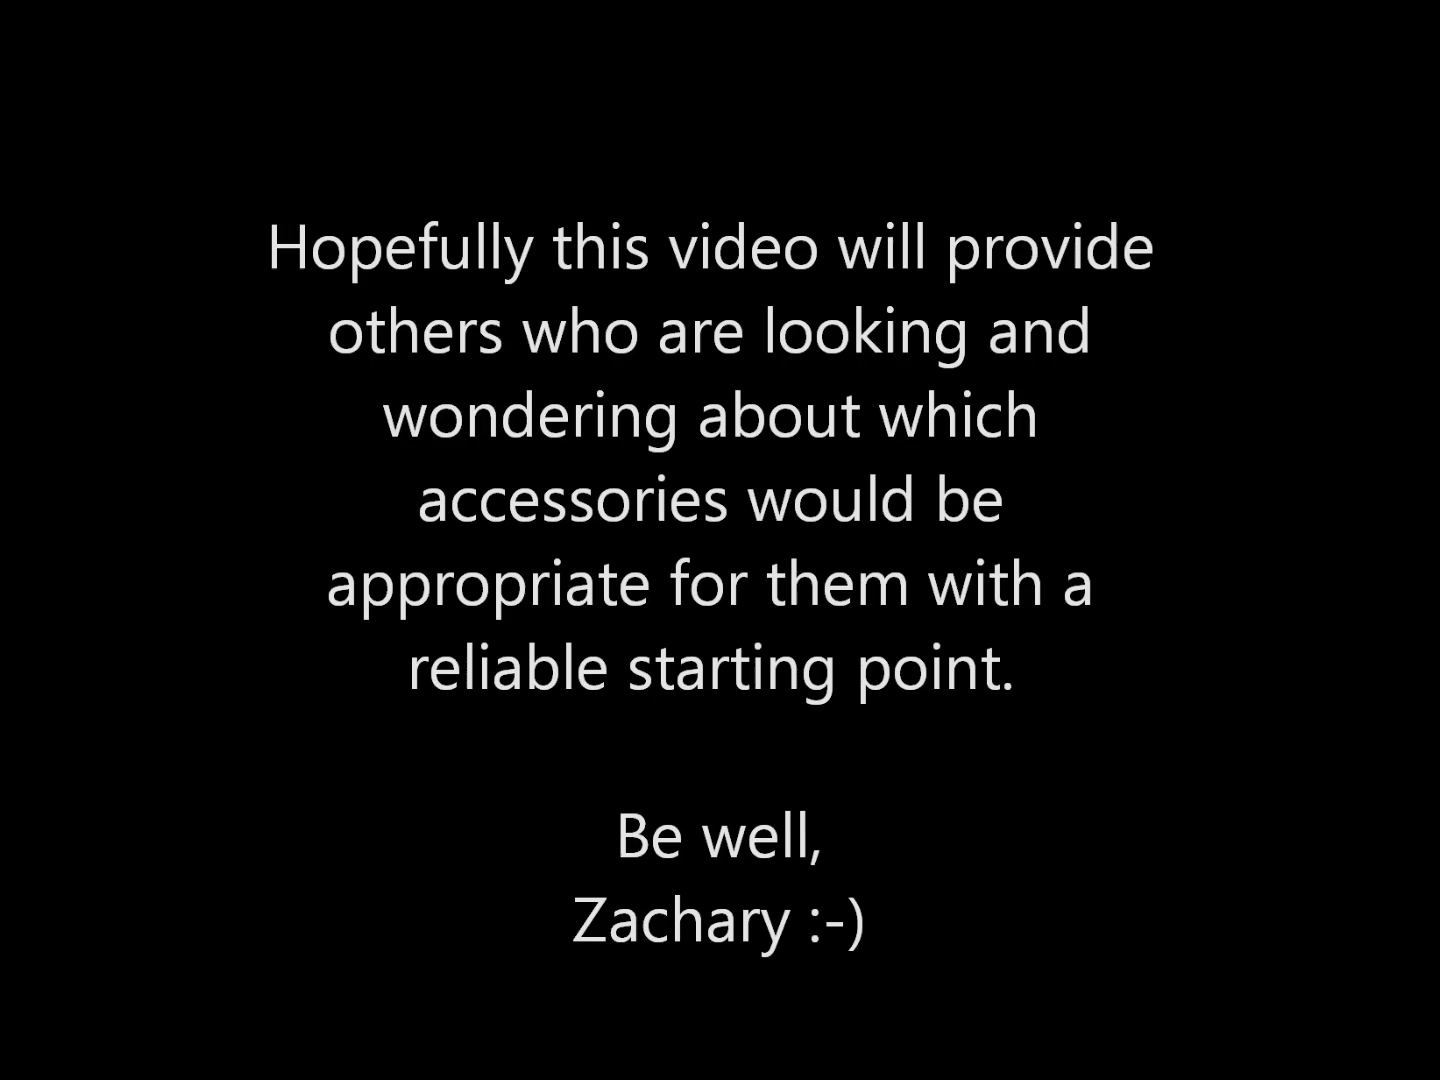 Hopefully this video will provide
others who are looking and
wondering about which
accessories would be
appropriate for them with a
reliable starting point.
Be well,
Zachary :-)